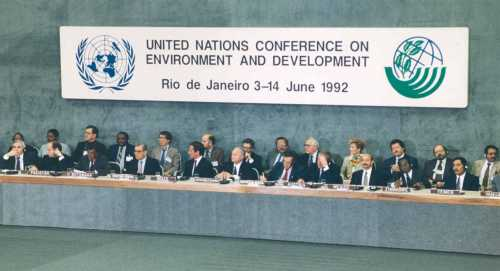 UNITED NATIONS CONFERENCE ON
ENVIRONMENT AND DEVELOPMENT
Rio de Janeiro 3–14 June 1992